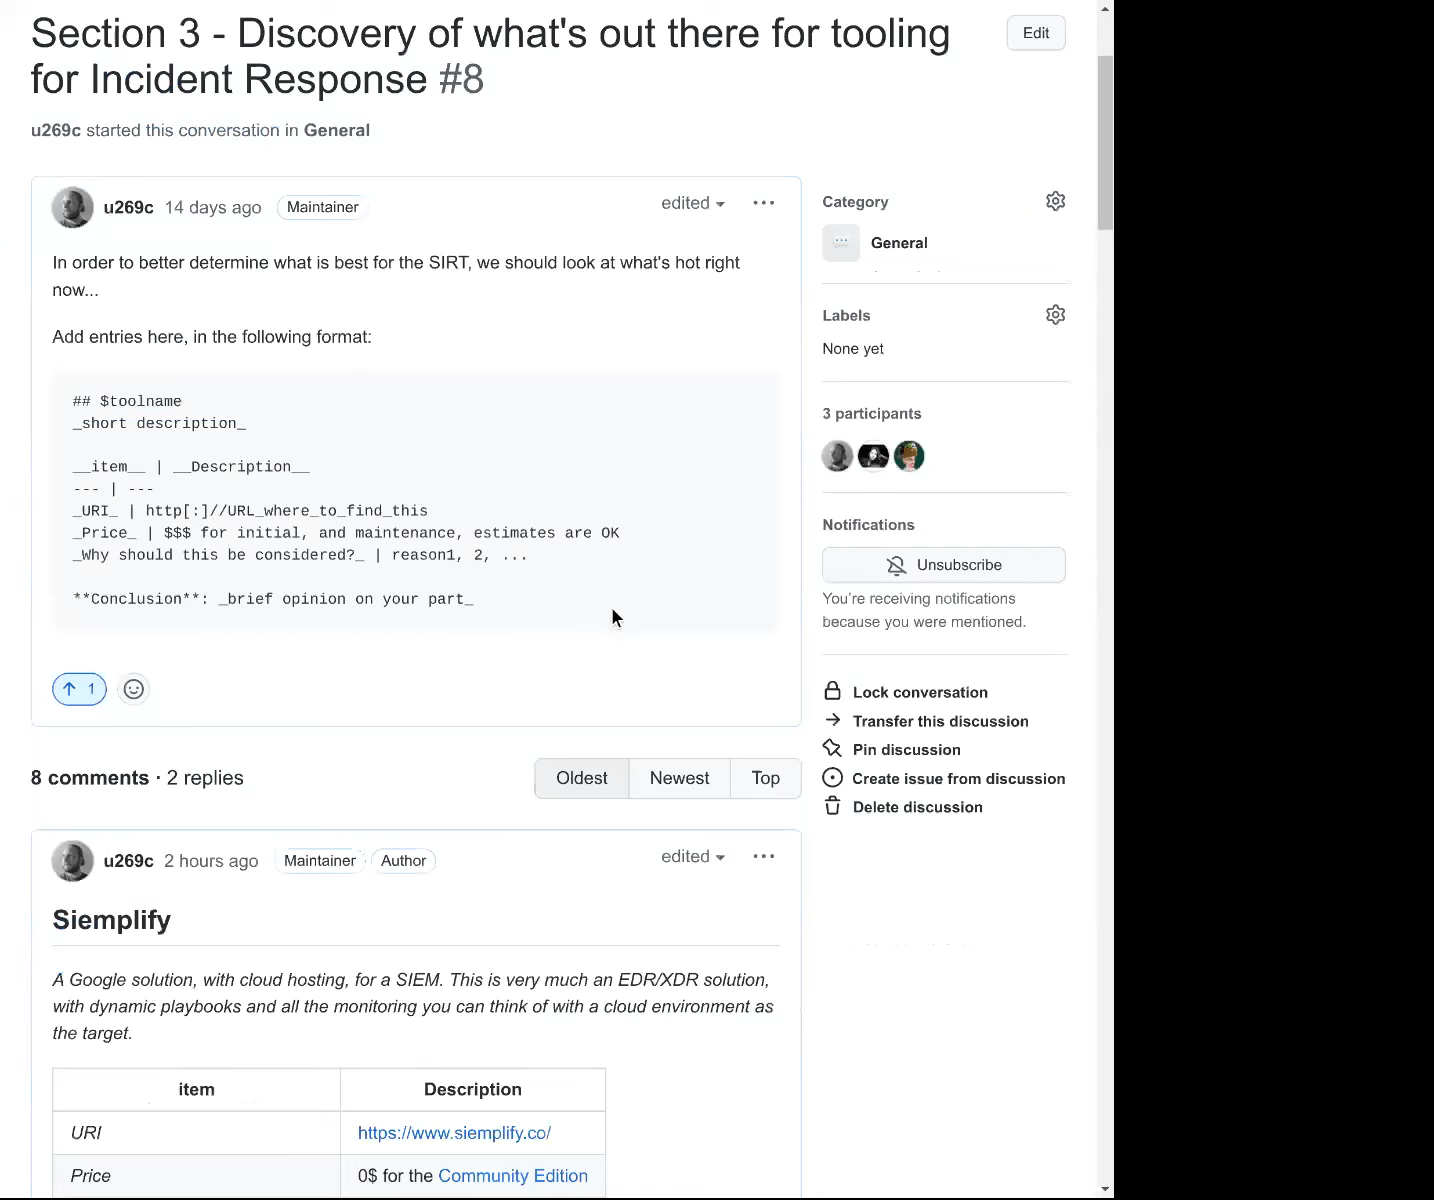 Section 3 - Discovery of what's out there for tooling
for Incident Response #8
Edit
u269c started this conversation in General
u269c 14 days ago Maintainer
edited
In order to better determine what is best for the SIRT, we should look at what's hot right
now...
Add entries here, in the following format:
## $toolname
_short description_
__item__ | __Description__
--- | ---
_URI_ | http[:]//URL_where_to_find_this
_Price_ | $$$ for initial, and maintenance, estimates are OK
_Why should this be considered?_ | reason1, 2, ...
**Conclusion**: _brief opinion on your part_
1
Category
General
Labels
None yet
3 participants
Notifications
Unsubscribe
You're receiving notifications
because you were mentioned.
Lock conversation
Transfer this discussion
Pin discussion
Create issue from discussion
Delete discussion
8 comments · 2 replies
Oldest Newest Top
u269c 2 hours ago Maintainer Author
edited
Siemplify
A Google solution, with cloud hosting, for a SIEM. This is very much an EDR/XDR solution,
with dynamic playbooks and all the monitoring you can think of with a cloud environment as
the target.
item Description
URI https://www.siemplify.co/
Price 0$ for the Community Edition